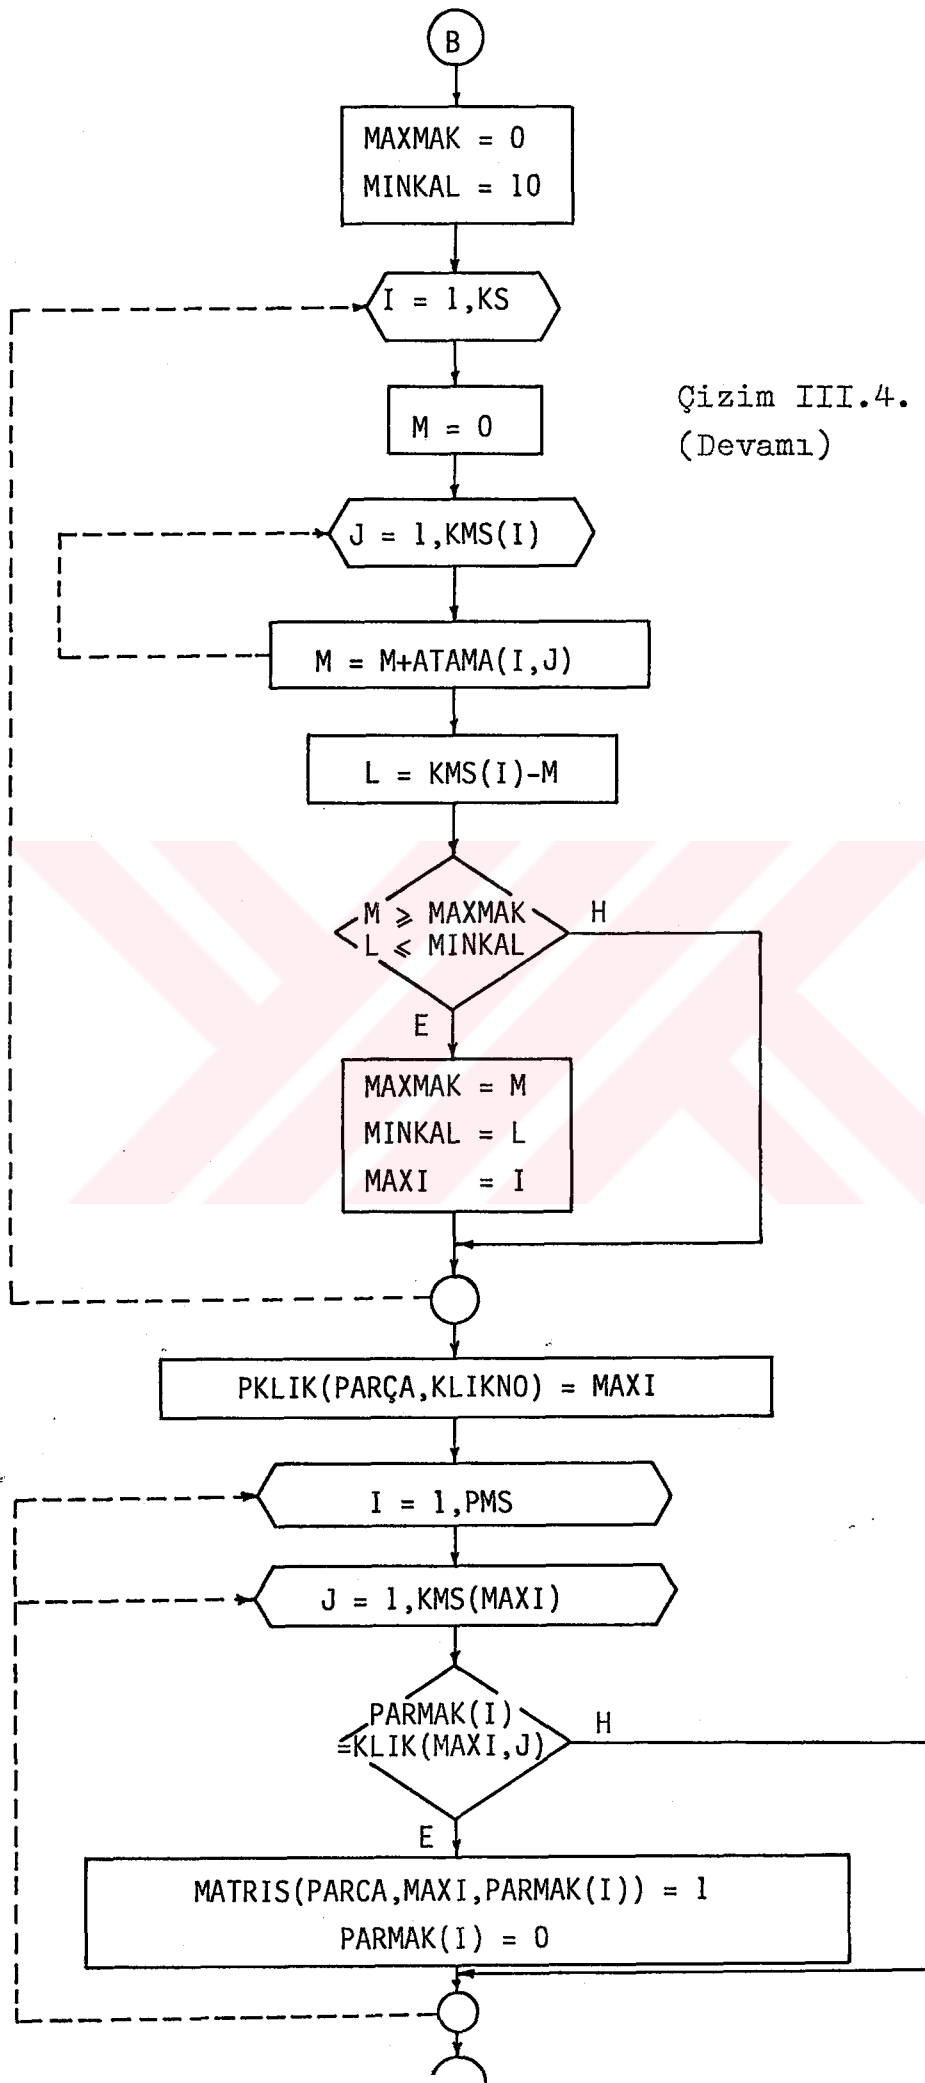 B
MAXMAK = 0
MINKAL = 10
I = 1,KS
Çizim III.4.
(Devamı)
M = 0
J = 1,KMS(I)
M = M+ATAMA(I,J)
L = KMS(I)-M
M ⩾ MAXMAK
L ⩽ MINKAL
H
E
MAXMAK = M
MINKAL = L
MAXI = I
PKLIK(PARÇA,KLIKNO) = MAXI
I = 1,PMS
J = 1,KMS(MAXI)
PARMAK(I)
=KLIK(MAXI,J)
H
E
MATRIS(PARCA,MAXI,PARMAK(I)) = 1
PARMAK(I) = 0